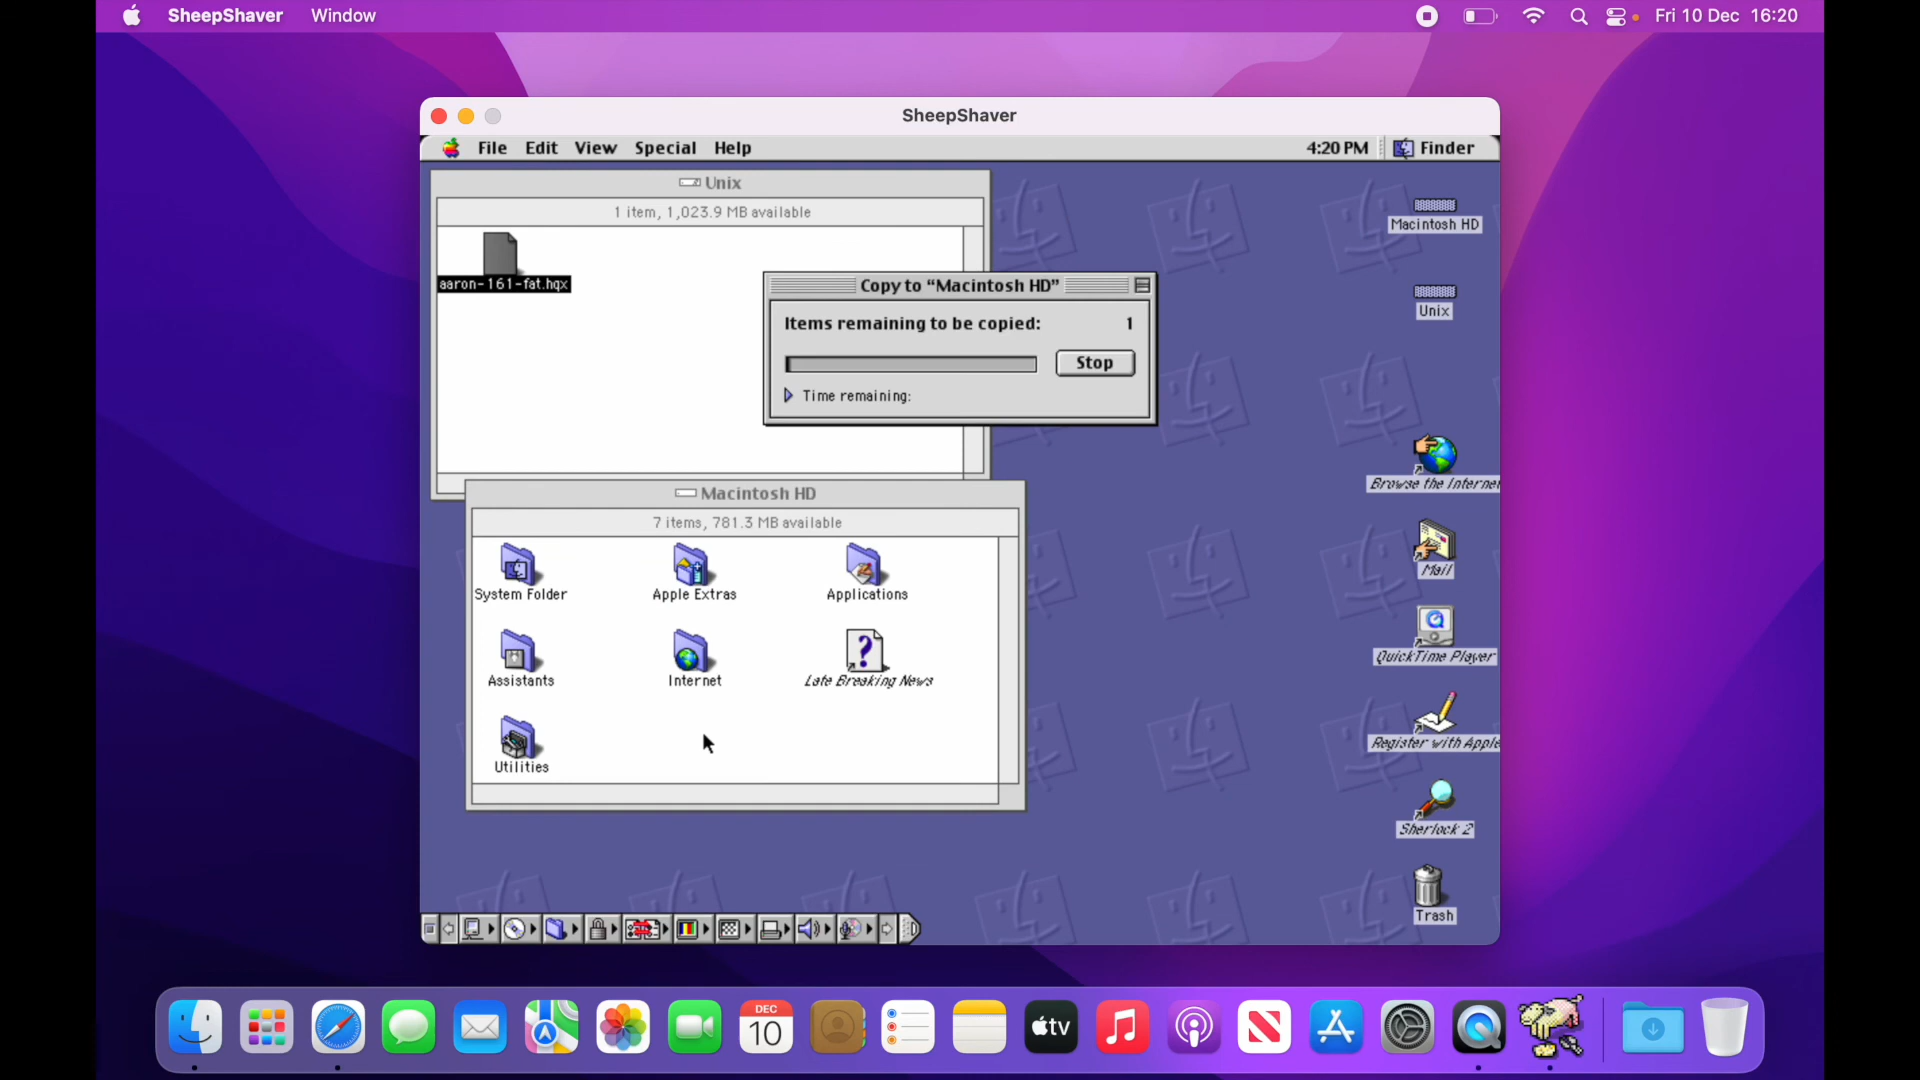 SheepShaver Window Fri 10 Dec 16:20
SheepShaver
File Edit View Special Help 4:20 PM Finder
Unix
1 item, 1,023.9 MB available
aaron-161-fat.hqx
Copy to “Macintosh HD”
Items remaining to be copied: 1
Stop
Time remaining:
Macintosh HD
7 items, 781.3 MB available
System Folder Apple Extras Applications
Assistants Internet Late Breaking News
Utilities
Macintosh HD
Unix
Browse the Internet
Mail
QuickTime Player
Register with Apple
Sherlock 2
Trash
DEC
10
tv